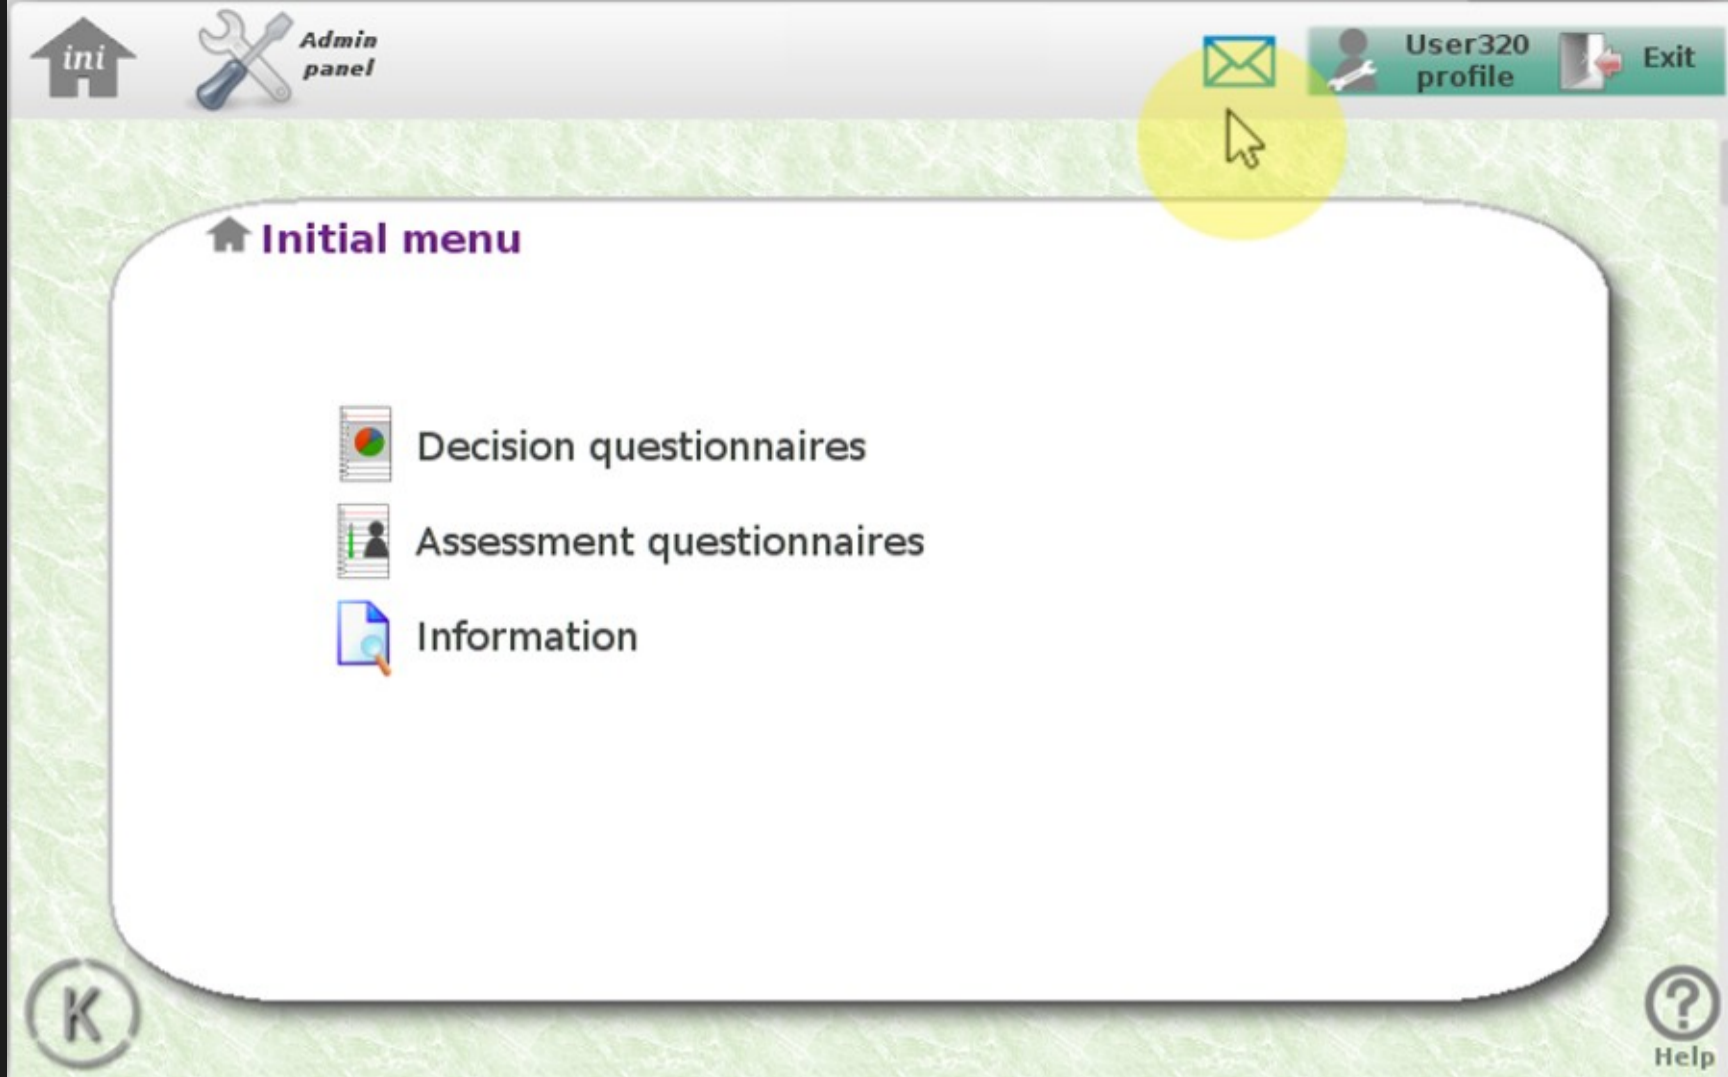 ini
Admin
panel
User320
profile
Exit
Initial menu
Decision questionnaires
Assessment questionnaires
Information
K
?
Help